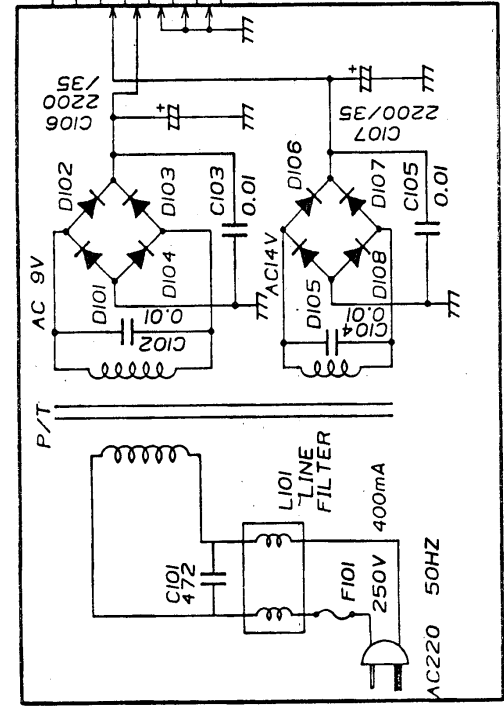 C106
2200
/35
C107
2200/35
D102
D103
C103
0.01
D106
D107
C105
0.01
AC 9V
D101
D104
0.01
C102
AC14V
D105
D108
0.01
C104
P/T
L101
LINE
FILTER
C101
472
F101
250V 400mA
AC220 50HZ